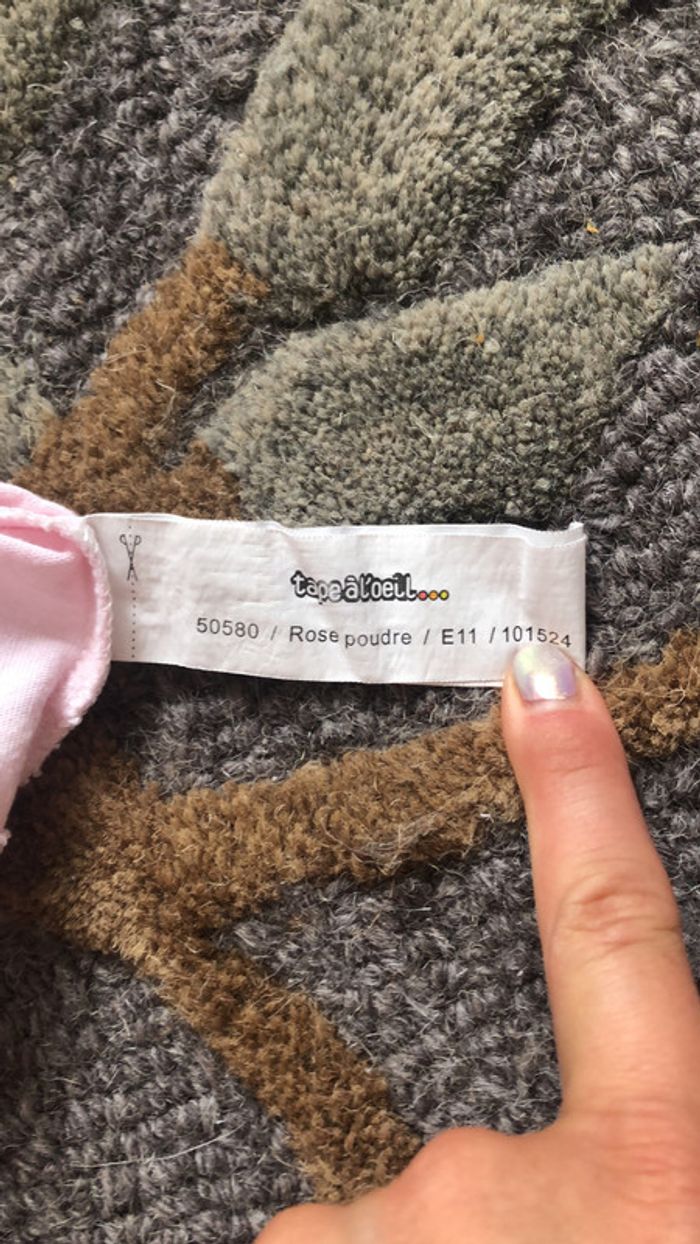 tape à l'oeil...
50580 / Rose poudre / E11 / 101524